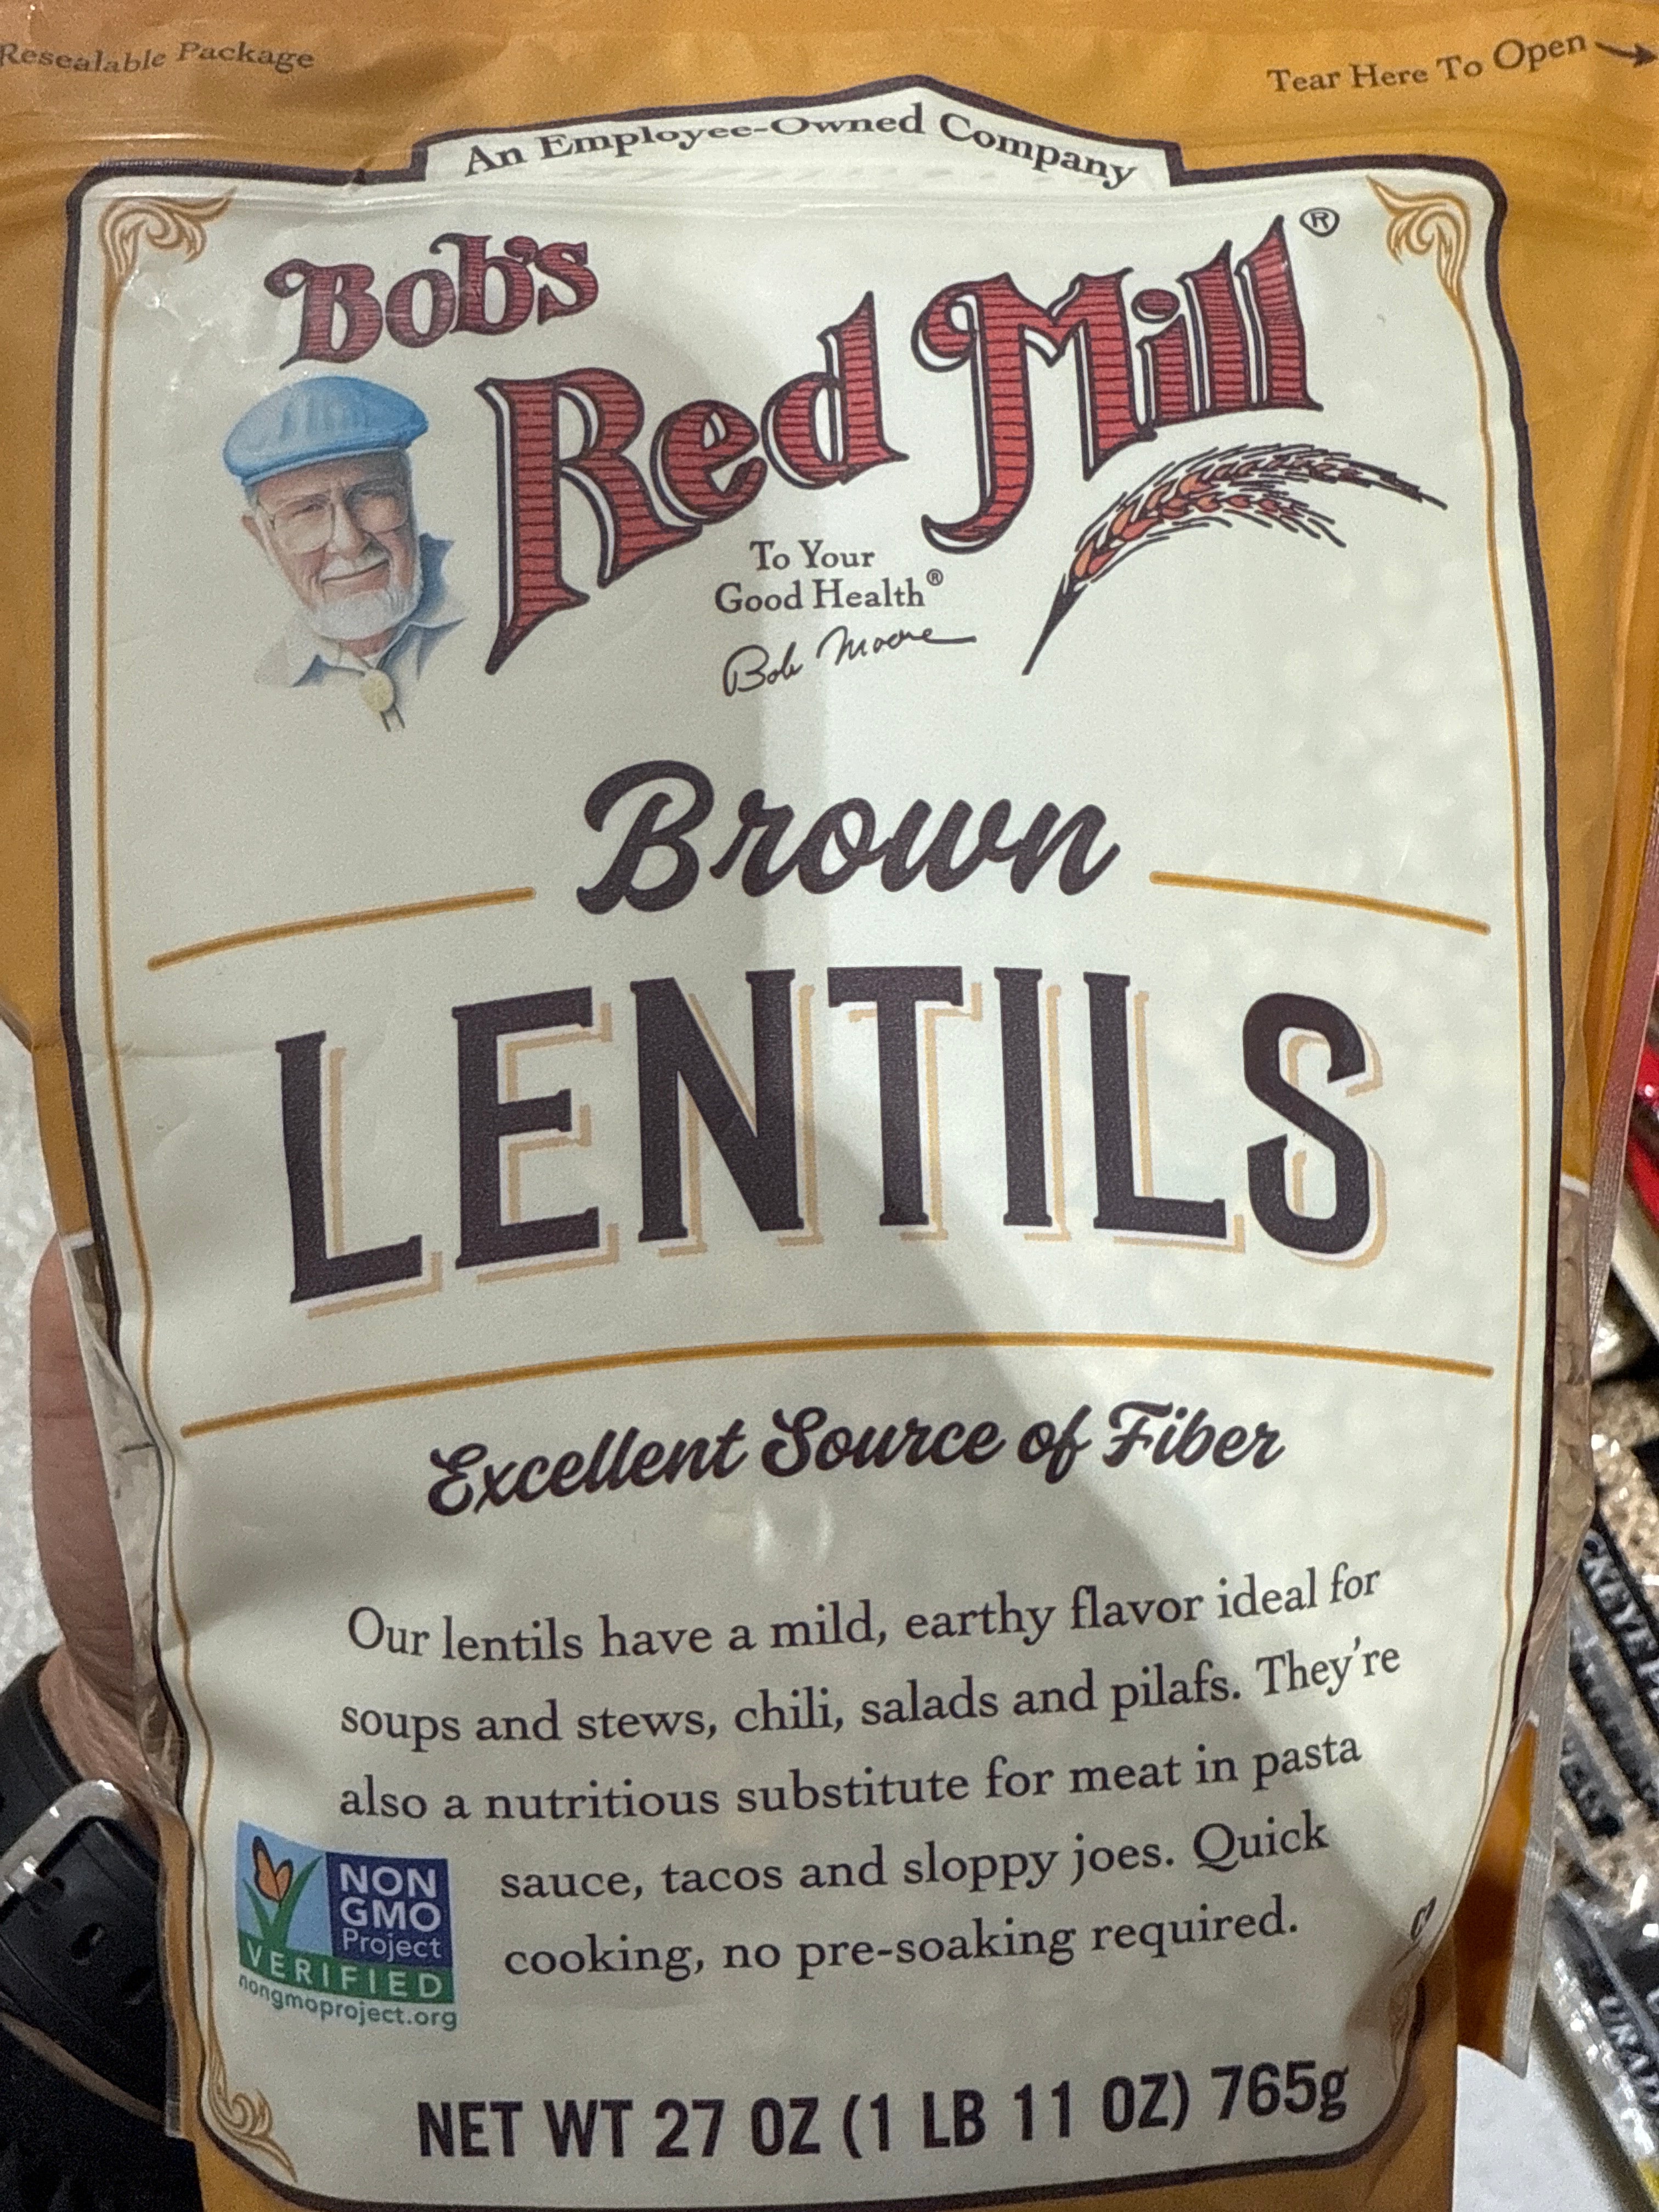 Resealable Package
Tear Here To Open
An Employee-Owned Company
Bob's
Red Mill®
To Your
Good Health®
Bob Moore
Brown
LENTILS
Excellent Source of Fiber
Our lentils have a mild, earthy flavor ideal for
soups and stews, chili, salads and pilafs. They're
also a nutritious substitute for meat in pasta
sauce, tacos and sloppy joes. Quick
cooking, no pre-soaking required.
NON
GMO
Project
VERIFIED
nongmoproject.org
NET WT 27 OZ (1 LB 11 OZ) 765g